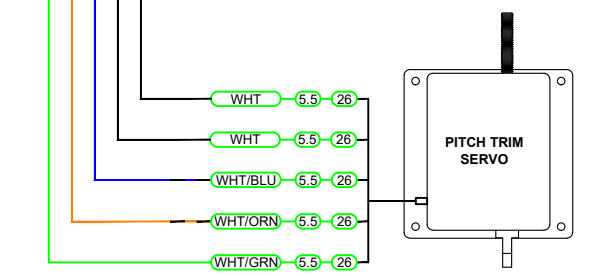 WHT 5.5 26
WHT 5.5 26
PITCH TRIM
SERVO
WHT/BLU 5.5 26
WHT/ORN 5.5 26
WHT/GRN 5.5 26